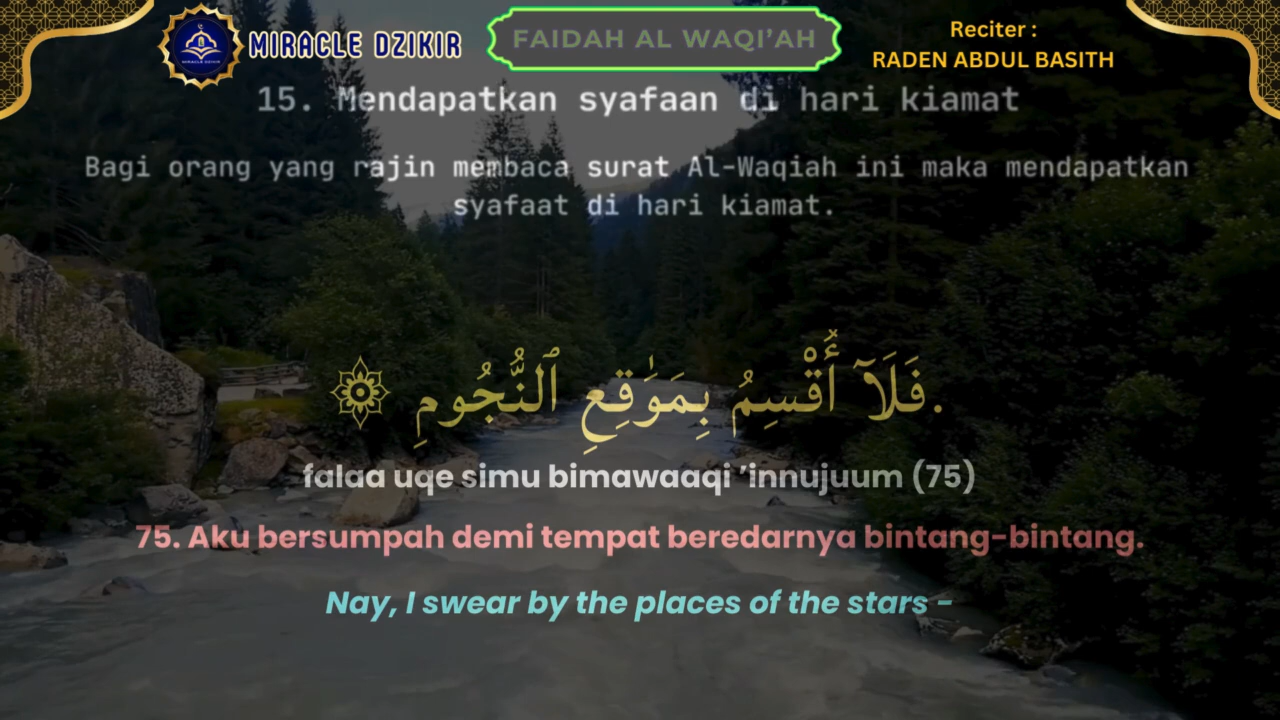 MIRACLE DZIKIR
FAIDAH AL WAQI'AH
Reciter :
RADEN ABDUL BASITH
15. Mendapatkan syafaan di hari kiamat
Bagi orang yang rajin membaca surat Al-Waqiah ini maka mendapatkan
syafaat di hari kiamat.
.فَلَآ أُقْسِمُ بِمَوَٰقِعِ ٱلنُّجُومِ
falaa uqe simu bimawaaqi 'innujuum (75)
75. Aku bersumpah demi tempat beredarnya bintang-bintang.
Nay, I swear by the places of the stars -